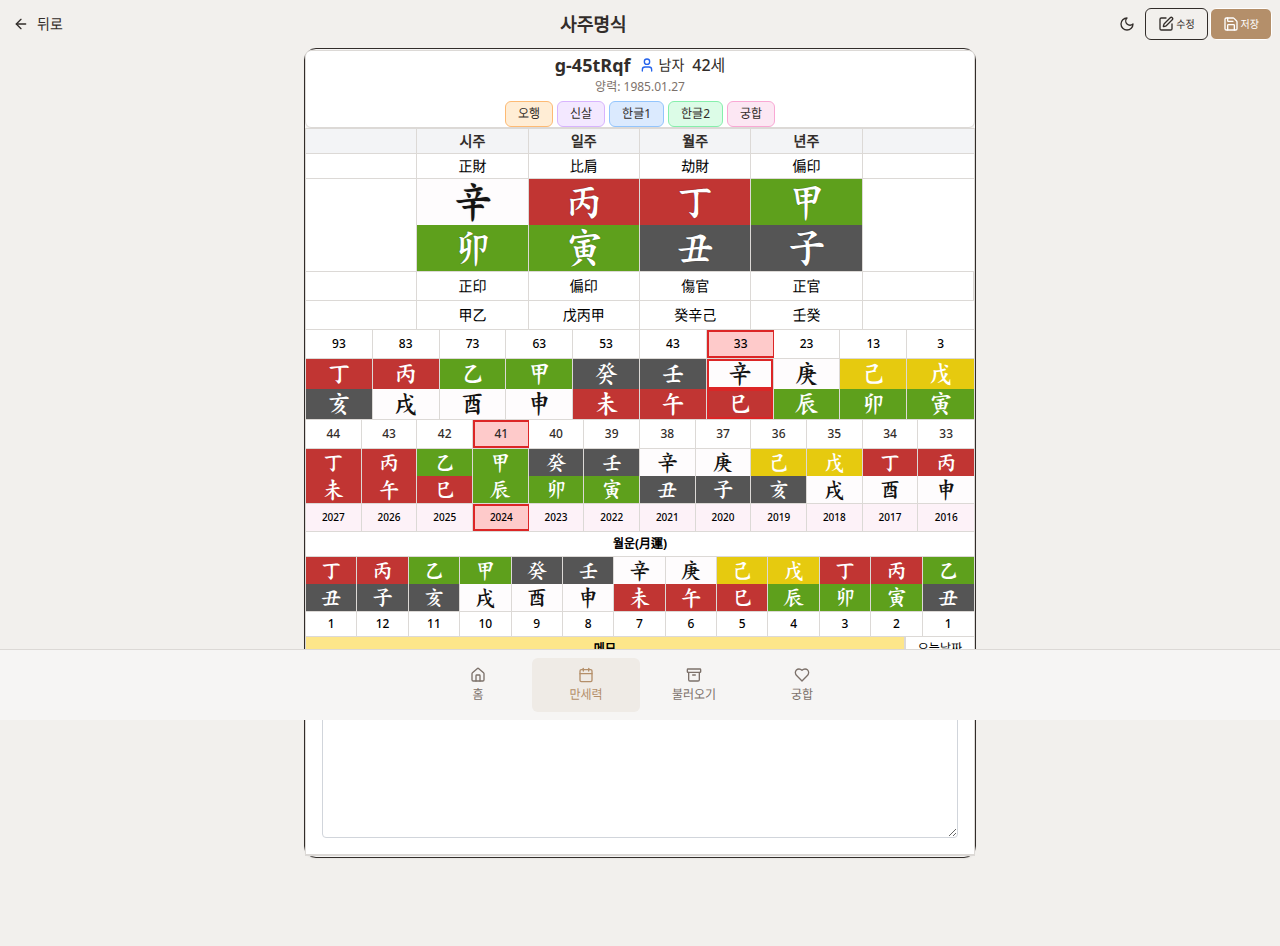 뒤로
사주명식
수정
저장
g-45tRqf 남자 42세
양력: 1985.01.27
오행 신살 한글1 한글2 궁합
시주 일주 월주 년주
正財 比肩 劫財 偏印
辛 丙 丁 甲
卯 寅 丑 子
正印 偏印 傷官 正官
甲乙 戊丙甲 癸辛己 壬癸
93 83 73 63 53 43 33 23 13 3
丁 丙 乙 甲 癸 壬 辛 庚 己 戊
亥 戌 酉 申 未 午 巳 辰 卯 寅
44 43 42 41 40 39 38 37 36 35 34 33
丁 丙 乙 甲 癸 壬 辛 庚 己 戊 丁 丙
未 午 巳 辰 卯 寅 丑 子 亥 戌 酉 申
2027 2026 2025 2024 2023 2022 2021 2020 2019 2018 2017 2016
월운(月運)
丁 丙 乙 甲 癸 壬 辛 庚 己 戊 丁 丙 乙
丑 子 亥 戌 酉 申 未 午 巳 辰 卯 寅 丑
1 12 11 10 9 8 7 6 5 4 3 2 1
메모 오늘날짜
홈 만세력 불러오기 궁합